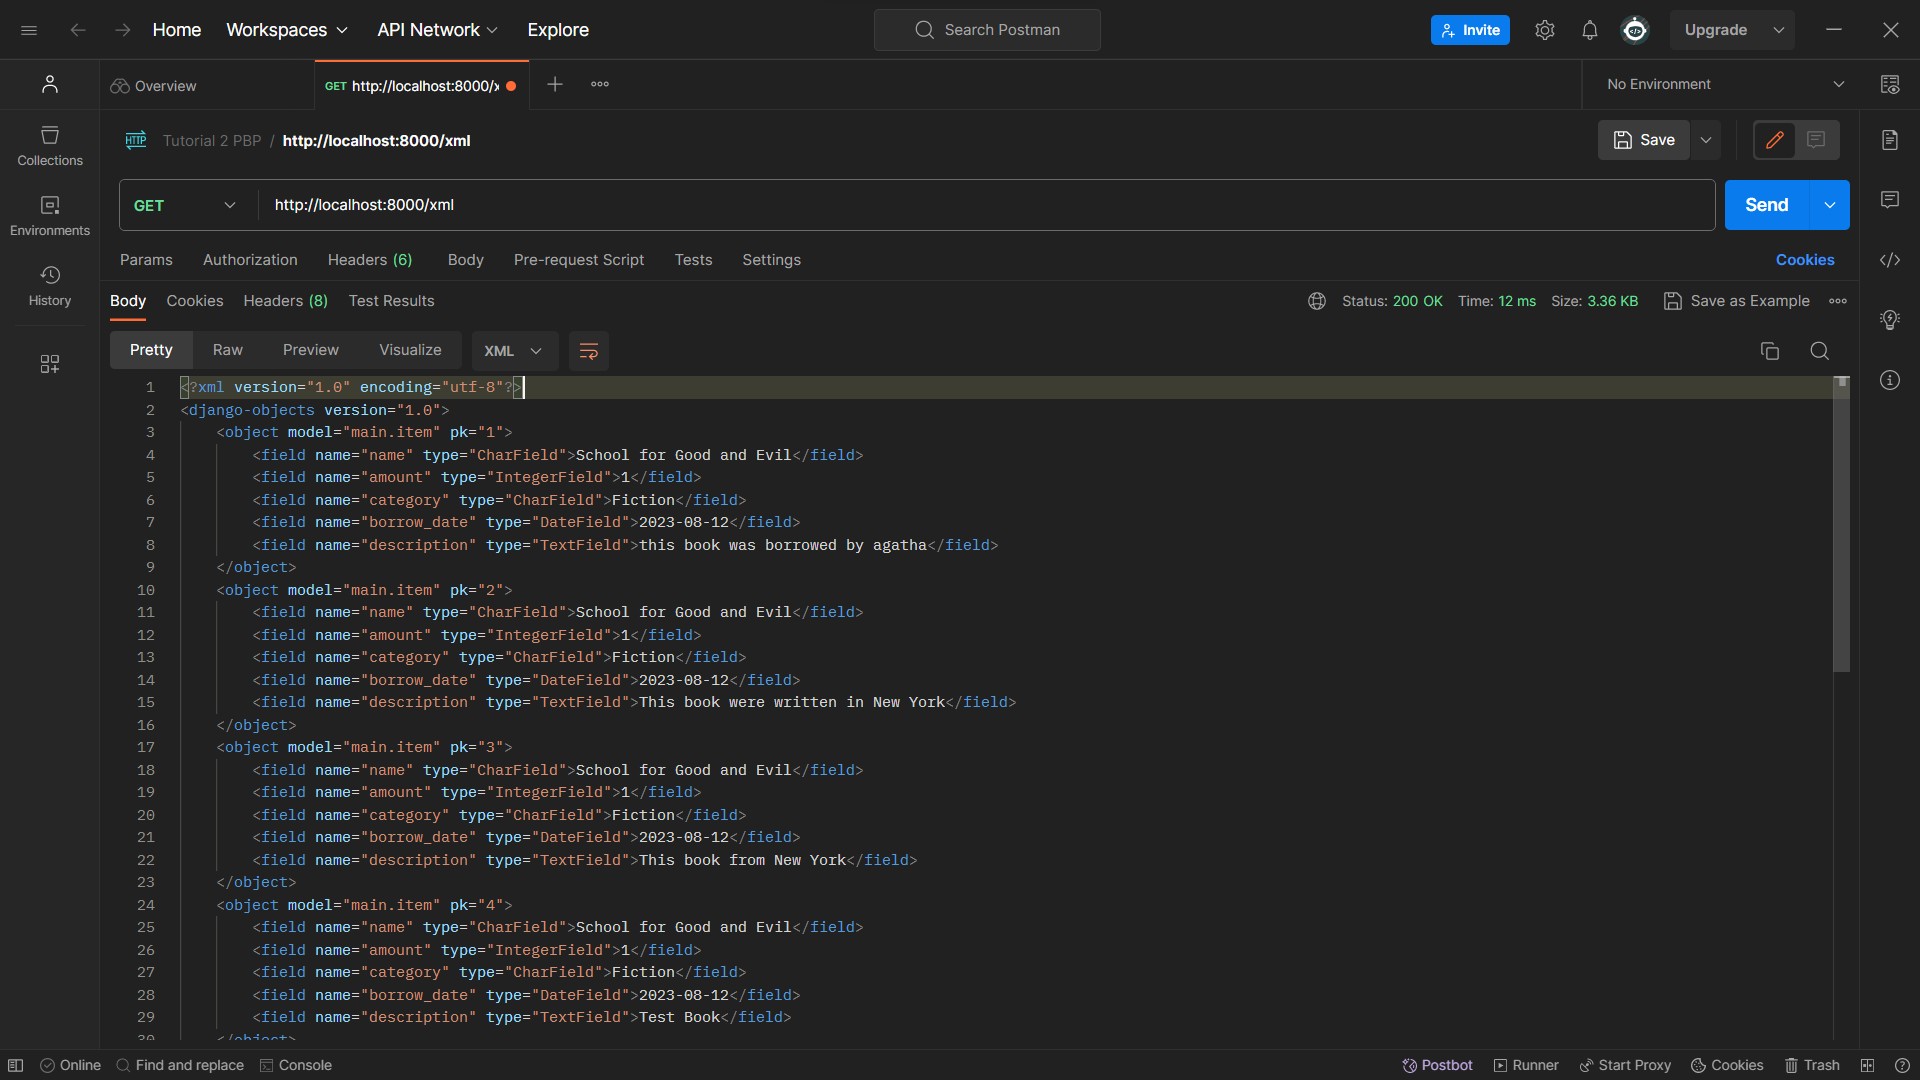 Home Workspaces API Network Explore Search Postman Invite Upgrade
Overview GET http://localhost:8000/x No Environment
HTTP Tutorial 2 PBP / http://localhost:8000/xml Save
Collections
Environments
History
GET http://localhost:8000/xml Send
Params Authorization Headers (6) Body Pre-request Script Tests Settings Cookies
Body Cookies Headers (8) Test Results Status: 200 OK Time: 12 ms Size: 3.36 KB Save as Example
Pretty Raw Preview Visualize XML
1 <?xml version="1.0" encoding="utf-8"?>
2 <django-objects version="1.0">
3 <object model="main.item" pk="1">
4 <field name="name" type="CharField">School for Good and Evil</field>
5 <field name="amount" type="IntegerField">1</field>
6 <field name="category" type="CharField">Fiction</field>
7 <field name="borrow_date" type="DateField">2023-08-12</field>
8 <field name="description" type="TextField">this book was borrowed by agatha</field>
9 </object>
10 <object model="main.item" pk="2">
11 <field name="name" type="CharField">School for Good and Evil</field>
12 <field name="amount" type="IntegerField">1</field>
13 <field name="category" type="CharField">Fiction</field>
14 <field name="borrow_date" type="DateField">2023-08-12</field>
15 <field name="description" type="TextField">This book were written in New York</field>
16 </object>
17 <object model="main.item" pk="3">
18 <field name="name" type="CharField">School for Good and Evil</field>
19 <field name="amount" type="IntegerField">1</field>
20 <field name="category" type="CharField">Fiction</field>
21 <field name="borrow_date" type="DateField">2023-08-12</field>
22 <field name="description" type="TextField">This book from New York</field>
23 </object>
24 <object model="main.item" pk="4">
25 <field name="name" type="CharField">School for Good and Evil</field>
26 <field name="amount" type="IntegerField">1</field>
27 <field name="category" type="CharField">Fiction</field>
28 <field name="borrow_date" type="DateField">2023-08-12</field>
29 <field name="description" type="TextField">Test Book</field>
30 </object>
Online Find and replace Console Postbot Runner Start Proxy Cookies Trash